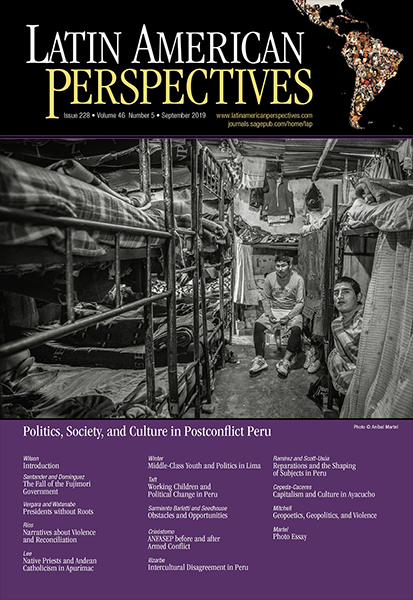 LATIN AMERICAN
PERSPECTIVES
Issue 228 • Volume 46 Number 5 • September 2019
www.latinamericanperspectives.com
journals.sagepub.com/home/lap
Photo © Aníbal Martel
Politics, Society, and Culture in Postconflict Peru
Wilson
Introduction
Santander and Domínguez
The Fall of the Fujimori
Government
Vergara and Watanabe
Presidents without Roots
Ríos
Narratives about Violence
and Reconciliation
Lee
Native Priests and Andean
Catholicism in Apurímac
Winter
Middle-Class Youth and Politics in Lima
Taft
Working Children and
Political Change in Peru
Sarmiento Barletti and Seedhouse
Obstacles and Opportunities
Crisóstomo
ANFASEP before and after
Armed Conflict
Illizarbe
Intercultural Disagreement in Peru
Ramírez and Scott-Usúa
Reparations and the Shaping
of Subjects in Peru
Cepeda-Caceres
Capitalism and Culture in Ayacucho
Mitchell
Geopoetics, Geopolitics, and Violence
Martel
Photo Essay